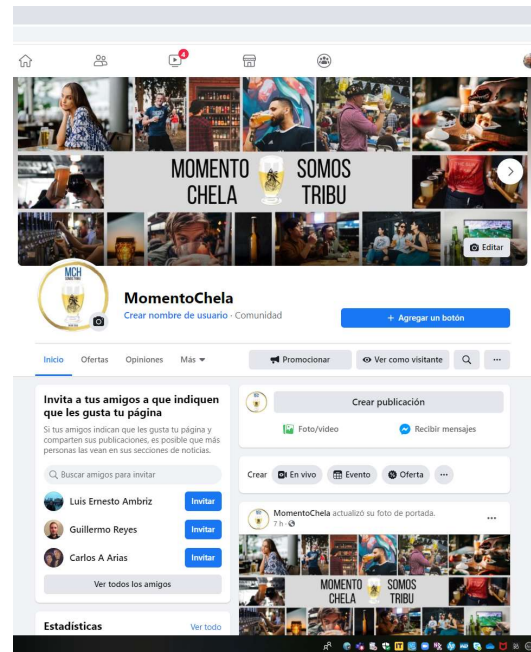 4
MOMENTO SOMOS
CHELA TRIBU
Editar
MCH
MomentoChela
Crear nombre de usuario · Comunidad
+ Agregar un botón
Inicio Ofertas Opiniones Más
Promocionar Ver como visitante
Invita a tus amigos a que indiquen
que les gusta tu página
Si tus amigos indican que les gusta tu página y
comparten sus publicaciones, es posible que más
personas las vean en sus secciones de noticias.
Buscar amigos para invitar
Luis Ernesto Ambriz Invitar
Guillermo Reyes Invitar
Carlos A Arias Invitar
Ver todos los amigos
Estadísticas Ver todo
Crear publicación
Foto/video Recibir mensajes
Crear En vivo Evento Oferta
MomentoChela actualizó su foto de portada.
7 h ·
MOMENTO SOMOS
CHELA TRIBU